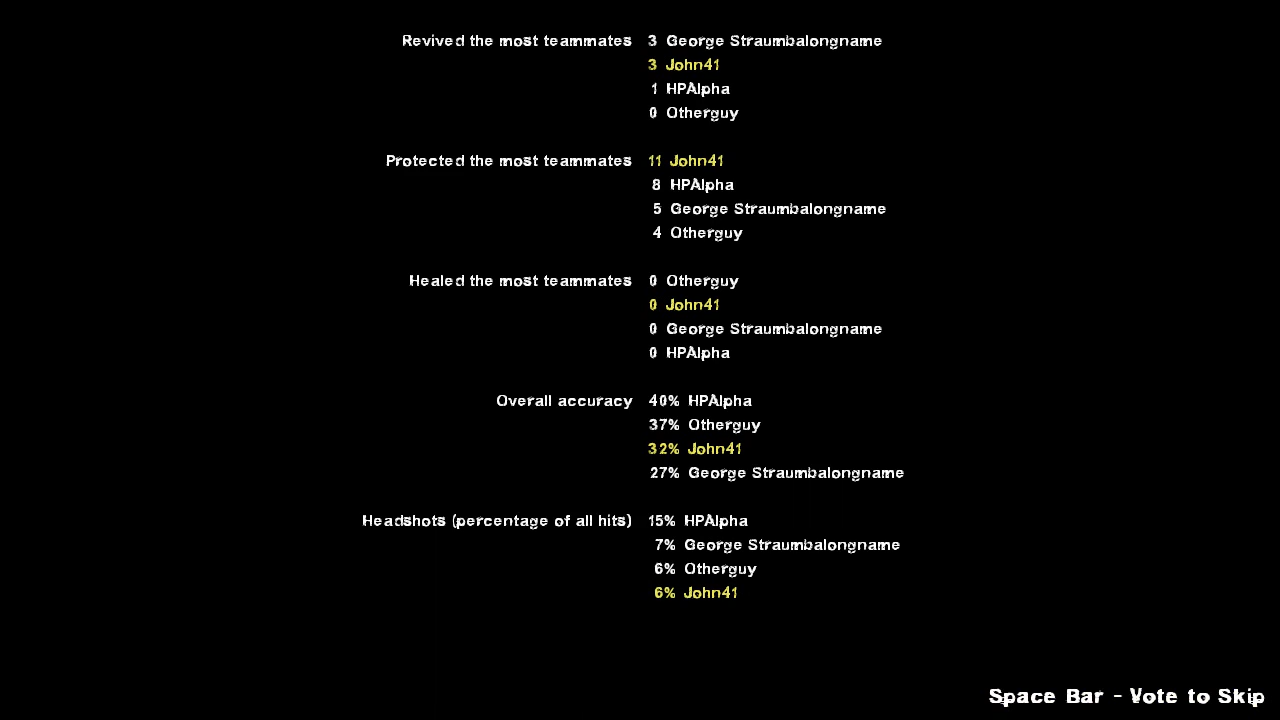 Revived the most teammates 3 George Straumbalongname
3 John41
1 HPAlpha
0 Otherguy
Protected the most teammates 11 John41
8 HPAlpha
5 George Straumbalongname
4 Otherguy
Healed the most teammates 0 Otherguy
0 John41
0 George Straumbalongname
0 HPAlpha
Overall accuracy 40% HPAlpha
37% Otherguy
32% John41
27% George Straumbalongname
Headshots (percentage of all hits) 15% HPAlpha
7% George Straumbalongname
6% Otherguy
6% John41
Space Bar - Vote to Skip